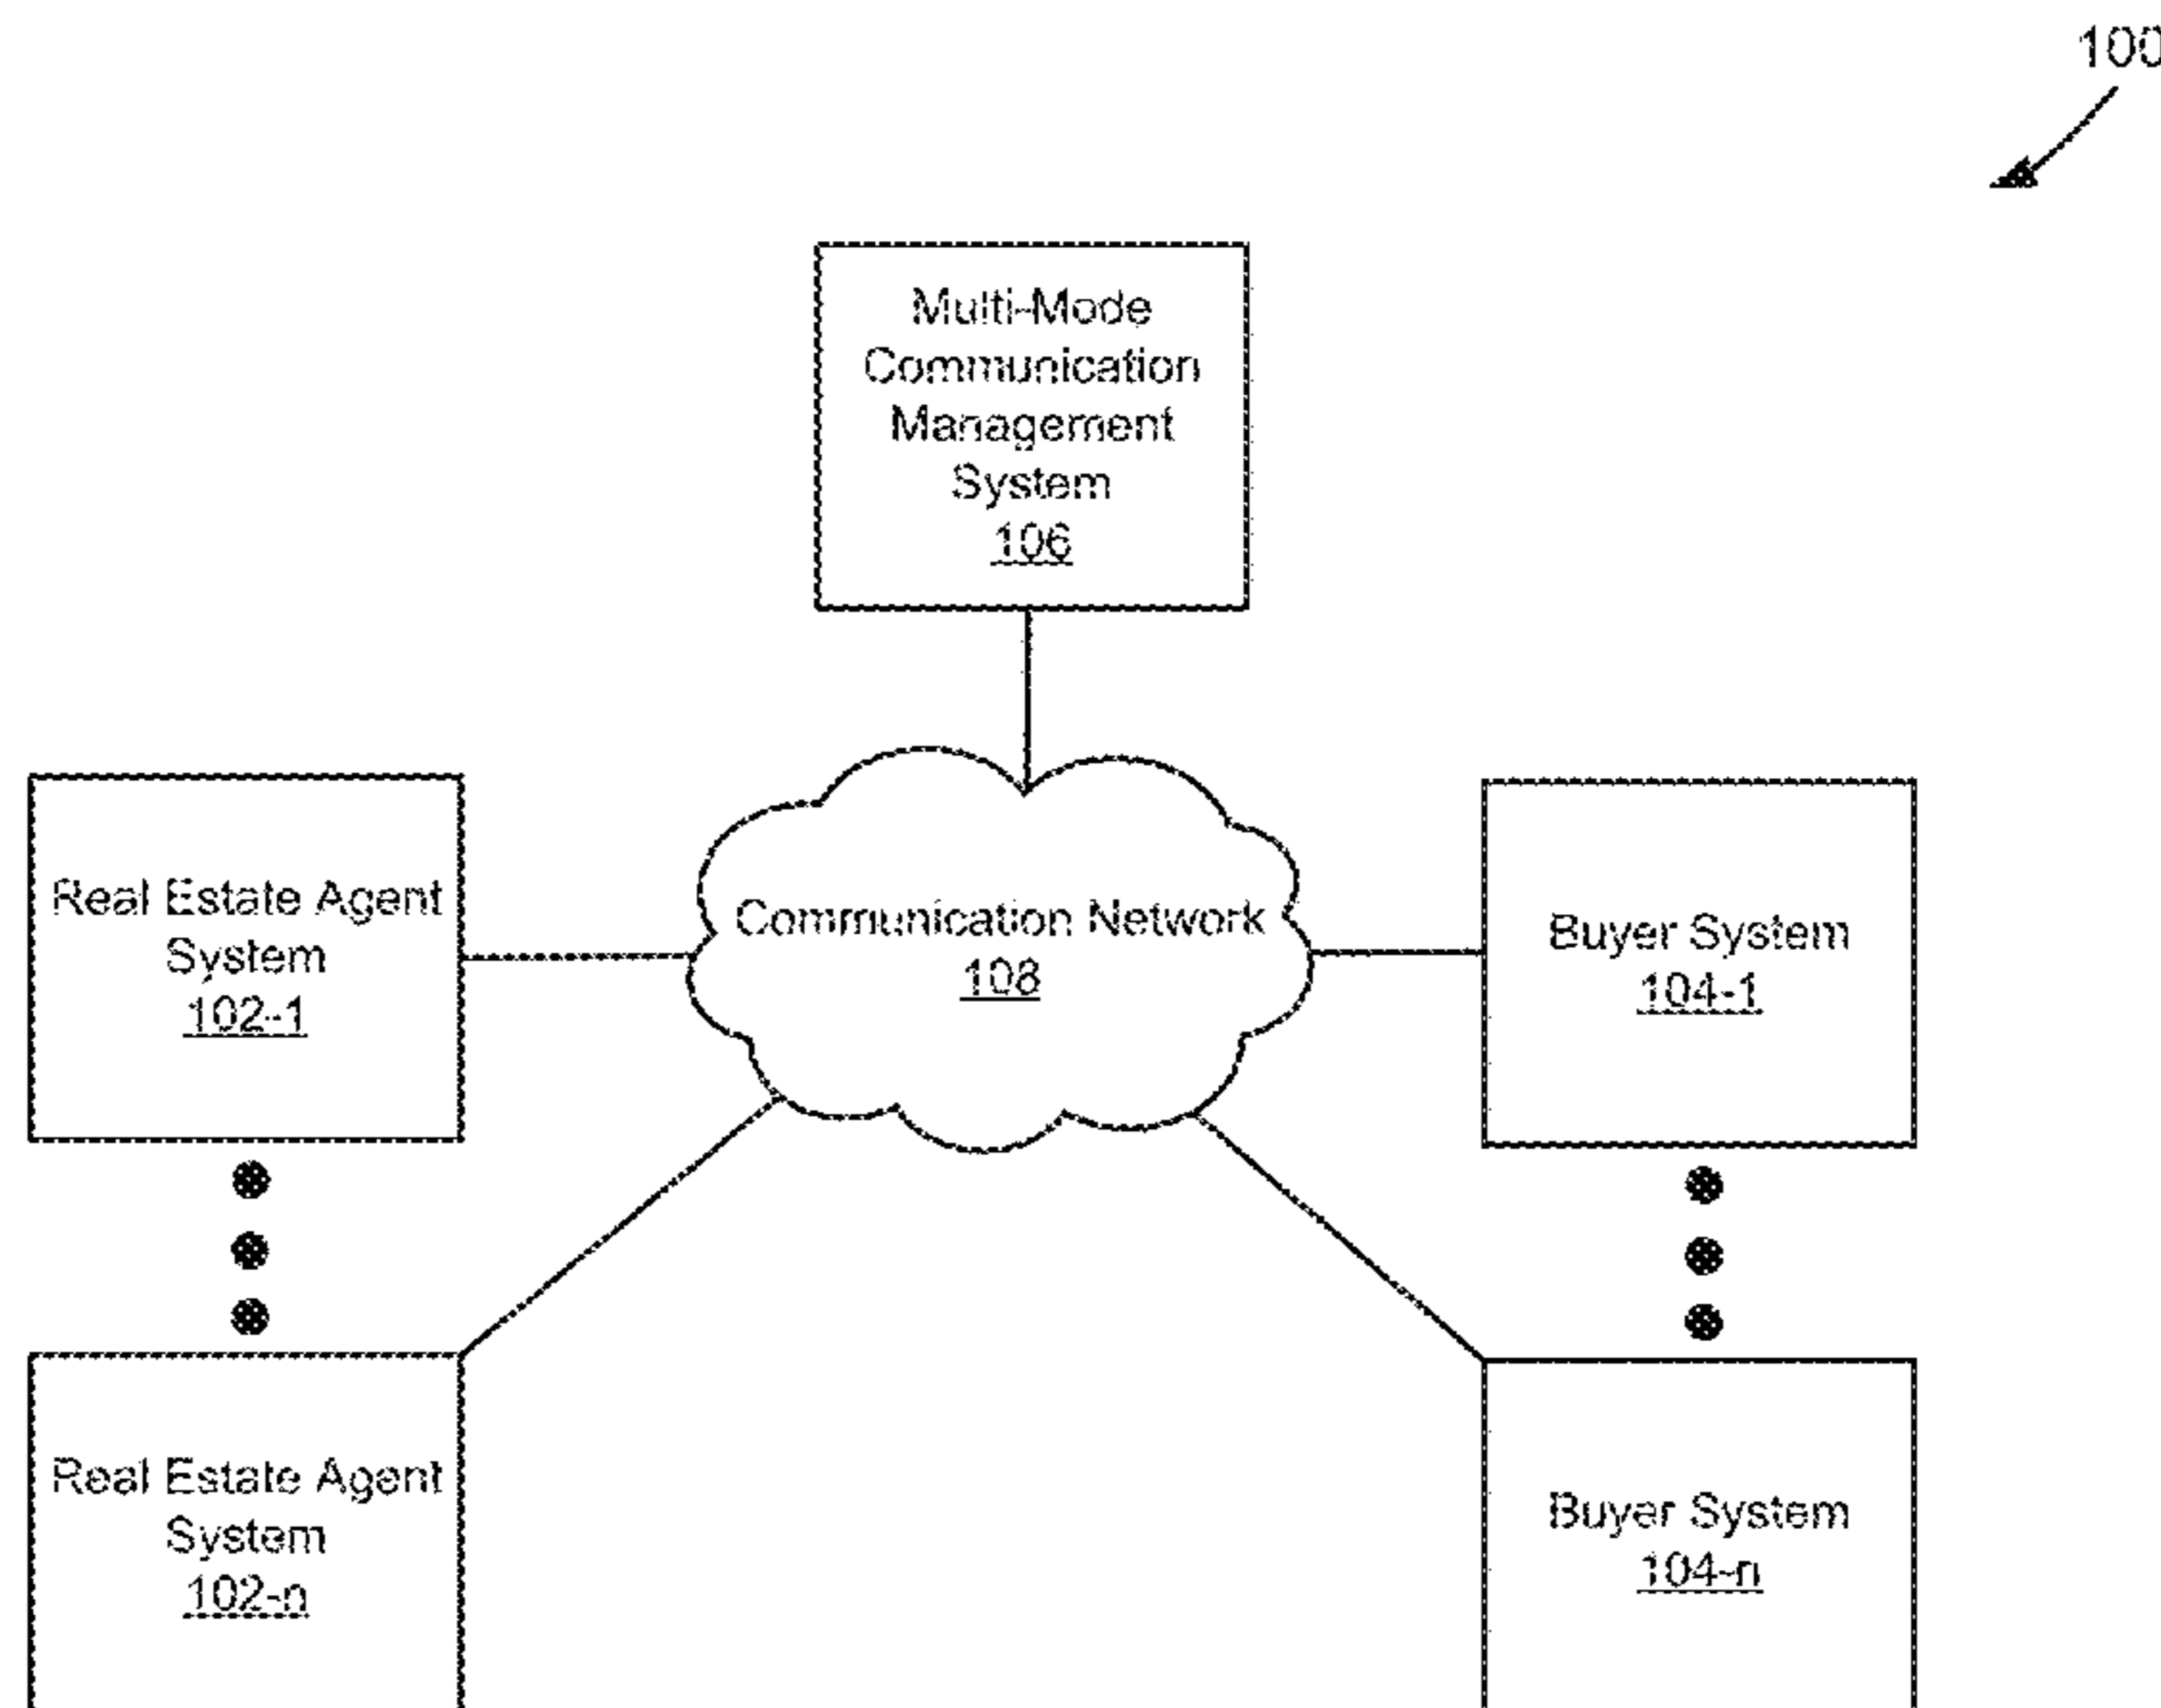 100
Multi-Mode
Communication
Management
System
106
Real Estate Agent
System
102-1
Communication Network
108
Buyer System
104-1
Real Estate Agent
System
102-n
Buyer System
104-n